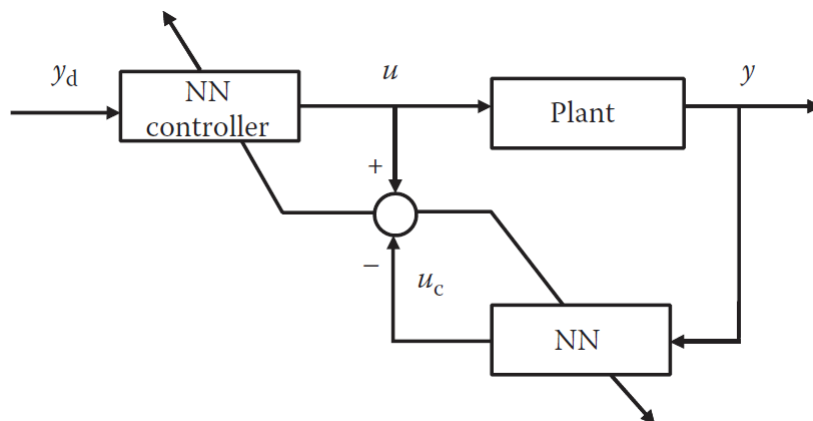 y_d
NN
controller
u
Plant
y
+
−
u_c
NN